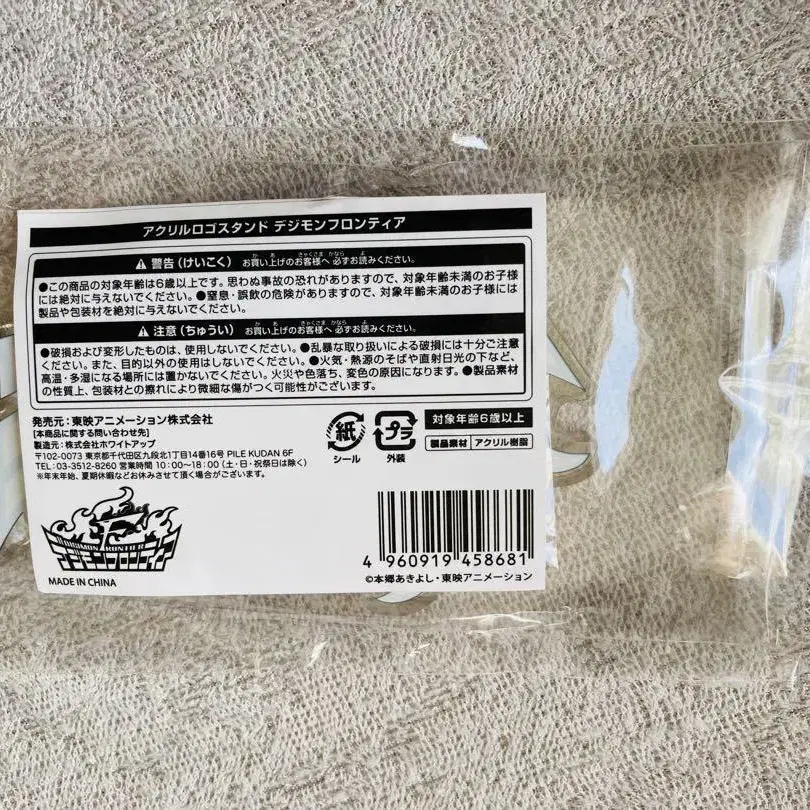 アクリルロゴスタンド デジモンフロンティア
⚠ 警告(けいこく) お買い上げのお客様へ 必ずお読みください。
●この商品の対象年齢は6歳以上です。思わぬ事故の恐れがありますので、対象年齢未満のお子様
には絶対に与えないでください。●窒息・誤飲の危険がありますので、対象年齢未満のお子様には
製品や包装材を絶対に与えないでください。
⚠ 注意(ちゅうい) お買い上げのお客様へ 必ずお読みください。
●破損および変形したものは、使用しないでください。●乱暴な取り扱いによる破損には十分ご注意
ください。また、目的以外の使用はしないでください。●火気・熱源のそばや直射日光の下など、
高温・多湿になる場所には置かないでください。火災や色落ち、変色の原因になります。●製品素材
の性質上、包装材との擦れにより微細な傷がつく可能性がございます。
発売元:東映アニメーション株式会社
[本商品に関する問い合わせ先]
製造元:株式会社ホワイトアップ
〒102-0073 東京都千代田区九段北1丁目14番16号 PILE KUDAN 6F
TEL:03-3512-8260 営業時間 10:00〜18:00 (土・日・祝祭日は除く)
※年末年始、夏期休暇などお休みさせて頂く場合がございます。
紙
シール
プラ
外装
対象年齢6歳以上
製品素材 アクリル樹脂
DIGIMON FRONTIER
デジモンフロンティア
MADE IN CHINA
4 960919 458681
©本郷あきよし・東映アニメーション